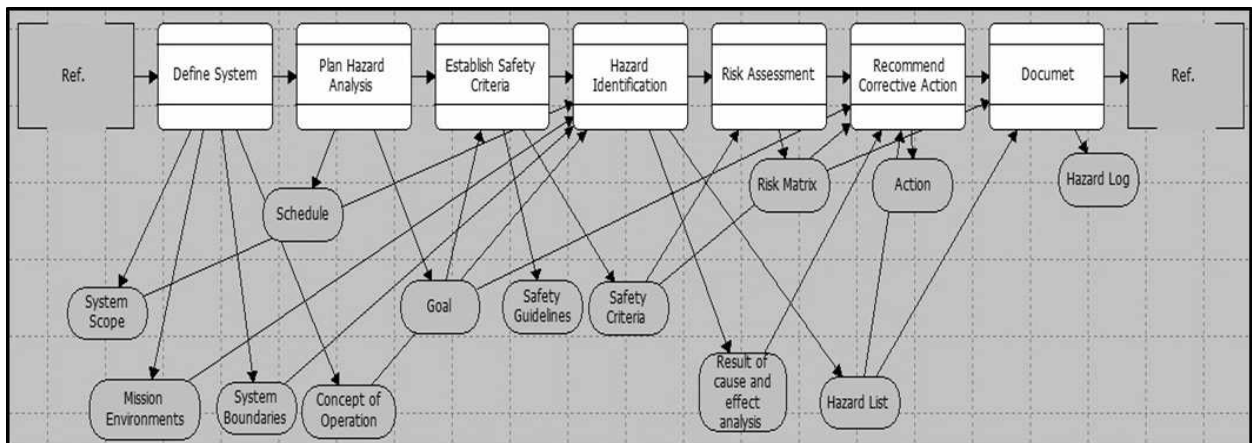 Ref.
Define System
Plan Hazard
Analysis
Establish Safety
Criteria
Hazard
Identification
Risk Assessment
Recommend
Corrective Action
Documet
Ref.
Schedule
Risk Matrix
Action
Hazard Log
System
Scope
Goal
Safety
Guidelines
Safety
Criteria
Mission
Environments
System
Boundaries
Concept of
Operation
Result of
cause and
effect
analysis
Hazard List